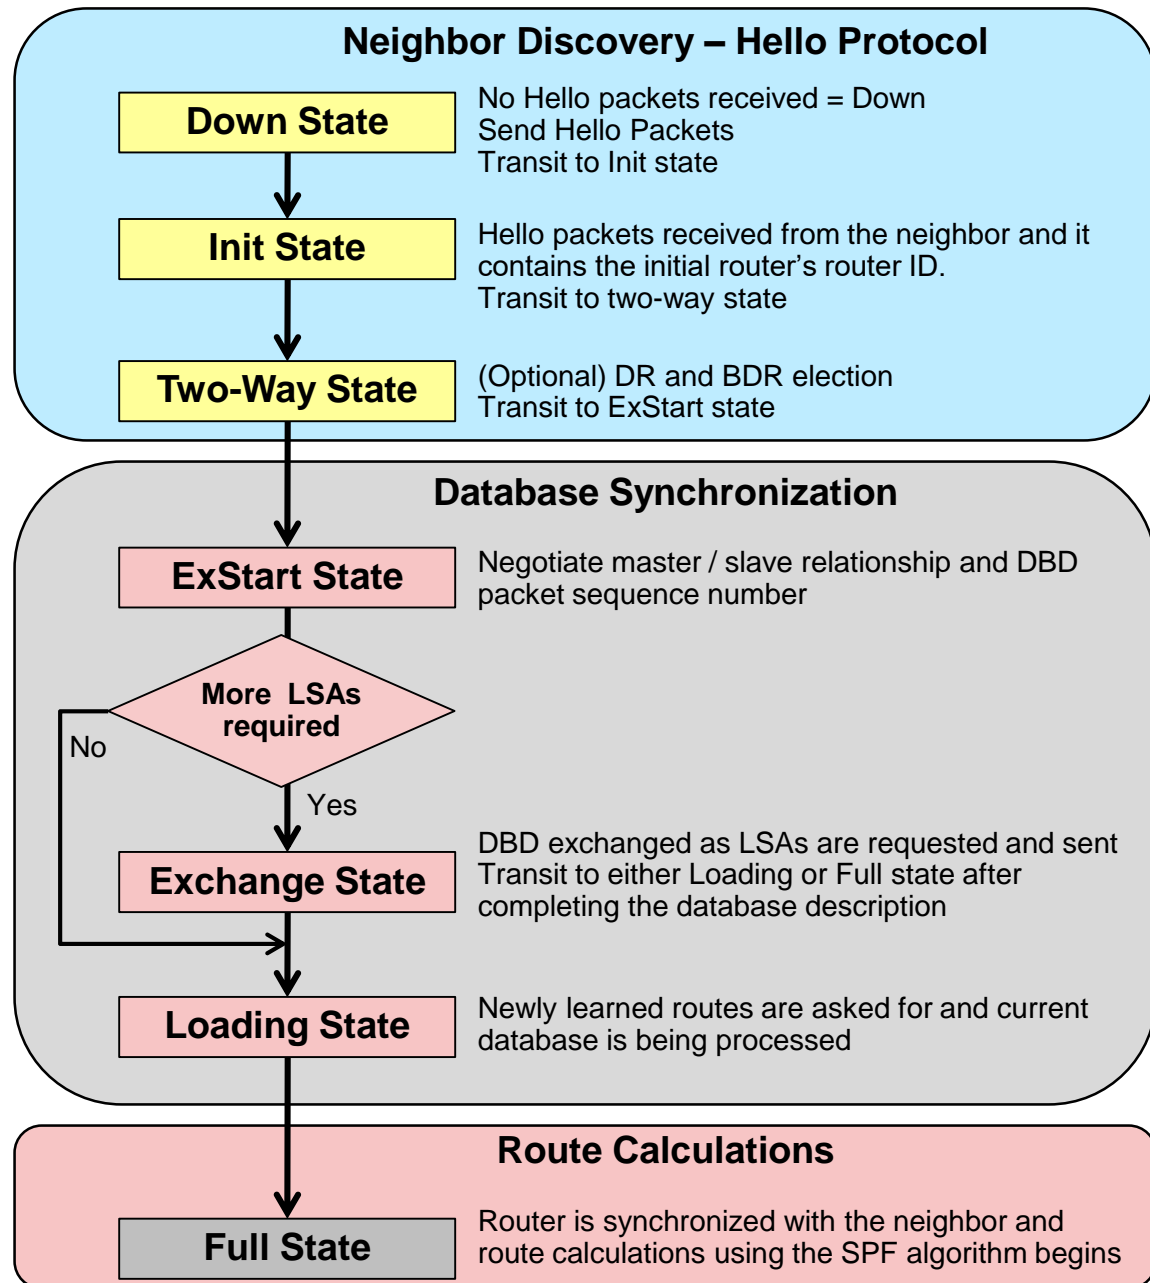 Neighbor Discovery – Hello Protocol
Down State
No Hello packets received = Down
Send Hello Packets
Transit to Init state
Init State
Hello packets received from the neighbor and it
contains the initial router’s router ID.
Transit to two-way state
Two-Way State
(Optional) DR and BDR election
Transit to ExStart state
Database Synchronization
ExStart State
Negotiate master / slave relationship and DBD
packet sequence number
More LSAs
required
No
Yes
Exchange State
DBD exchanged as LSAs are requested and sent
Transit to either Loading or Full state after
completing the database description
Loading State
Newly learned routes are asked for and current
database is being processed
Route Calculations
Full State
Router is synchronized with the neighbor and
route calculations using the SPF algorithm begins